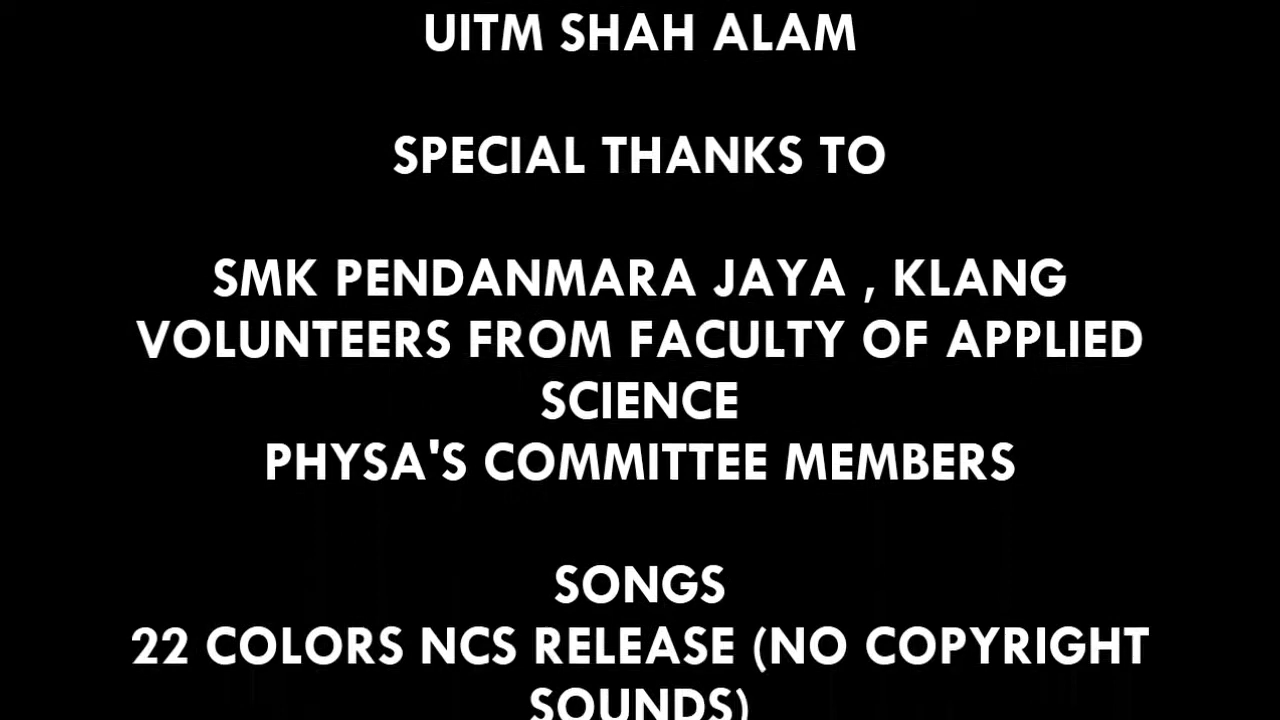 UITM SHAH ALAM
SPECIAL THANKS TO
SMK PENDANMARA JAYA , KLANG
VOLUNTEERS FROM FACULTY OF APPLIED
SCIENCE
PHYSA'S COMMITTEE MEMBERS
SONGS
22 COLORS NCS RELEASE (NO COPYRIGHT
SOUNDS)